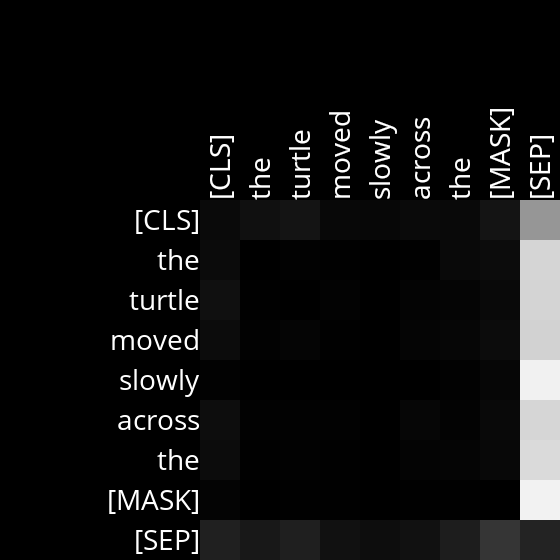 [CLS] the turtle moved slowly across the [MASK] [SEP]
[CLS]
the
turtle
moved
slowly
across
the
[MASK]
[SEP]